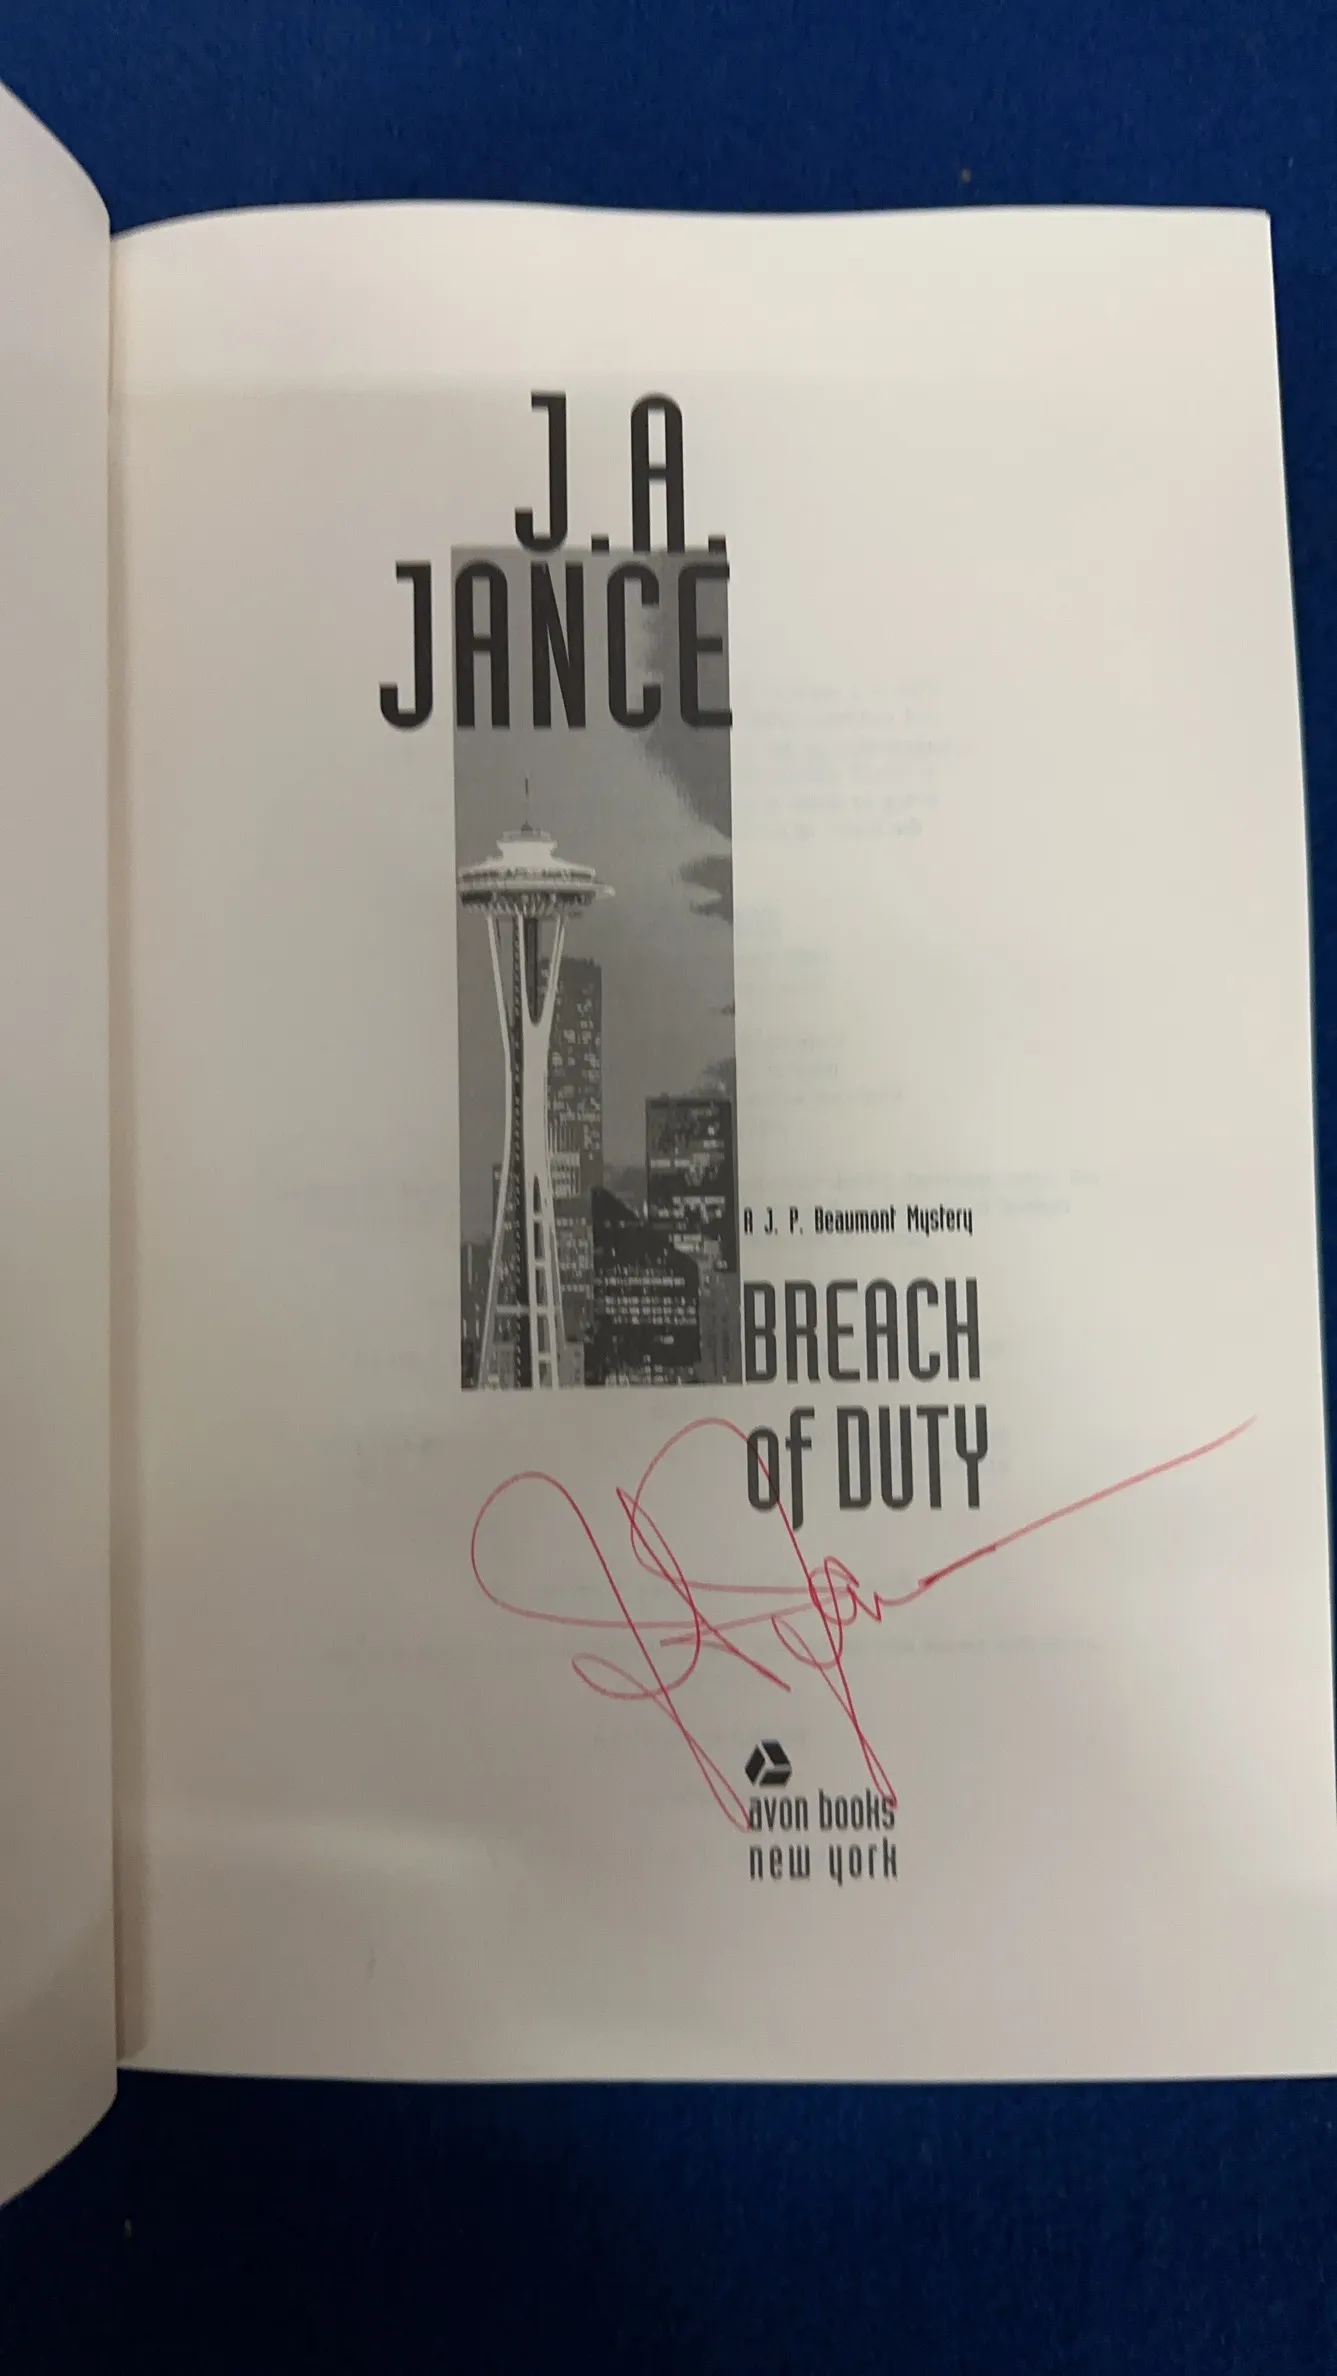 J.A.
JANCE
A J. P. Beaumont Mystery
BREACH
of DUTY
avon books
new york